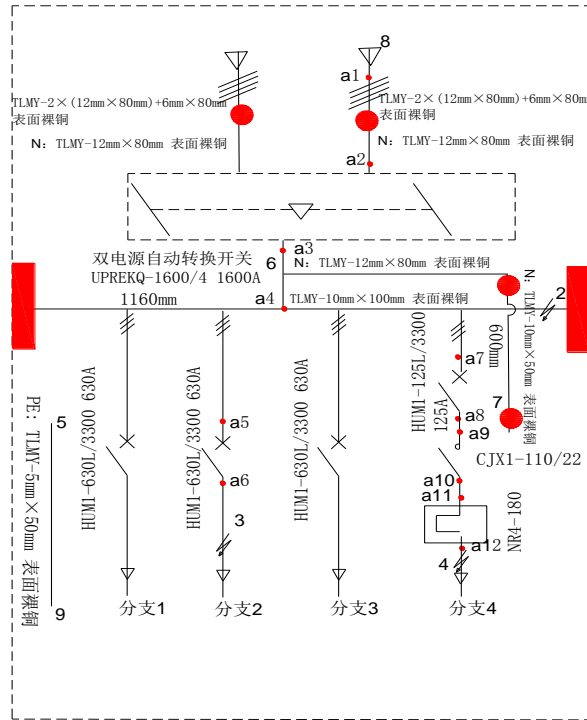 8
a1
TLMY-2×(12mm×80mm)+6mm×80mm
表面裸铜
TLMY-2×(12mm×80mm)+6mm×80mm
表面裸铜
N: TLMY-12mm×80mm 表面裸铜
N: TLMY-12mm×80mm 表面裸铜
a2
a3
双电源自动转换开关
6
N: TLMY-12mm×80mm 表面裸铜
UPREKQ-1600/4 1600A
1160mm
a4
TLMY-10mm×100mm 表面裸铜
2
N: TLMY-10mm×50mm 表面裸铜
600mm
HUM1-630L/3300 630A
HUM1-630L/3300 630A
HUM1-630L/3300 630A
HUM1-125L/3300
125A
a7
a5
a8
a9
7
5
PE: TLMY-5mm×50mm 表面裸铜
CJX1-110/22
a6
a10
a11
3
NR4-180
a12
4
9
分支1
分支2
分支3
分支4